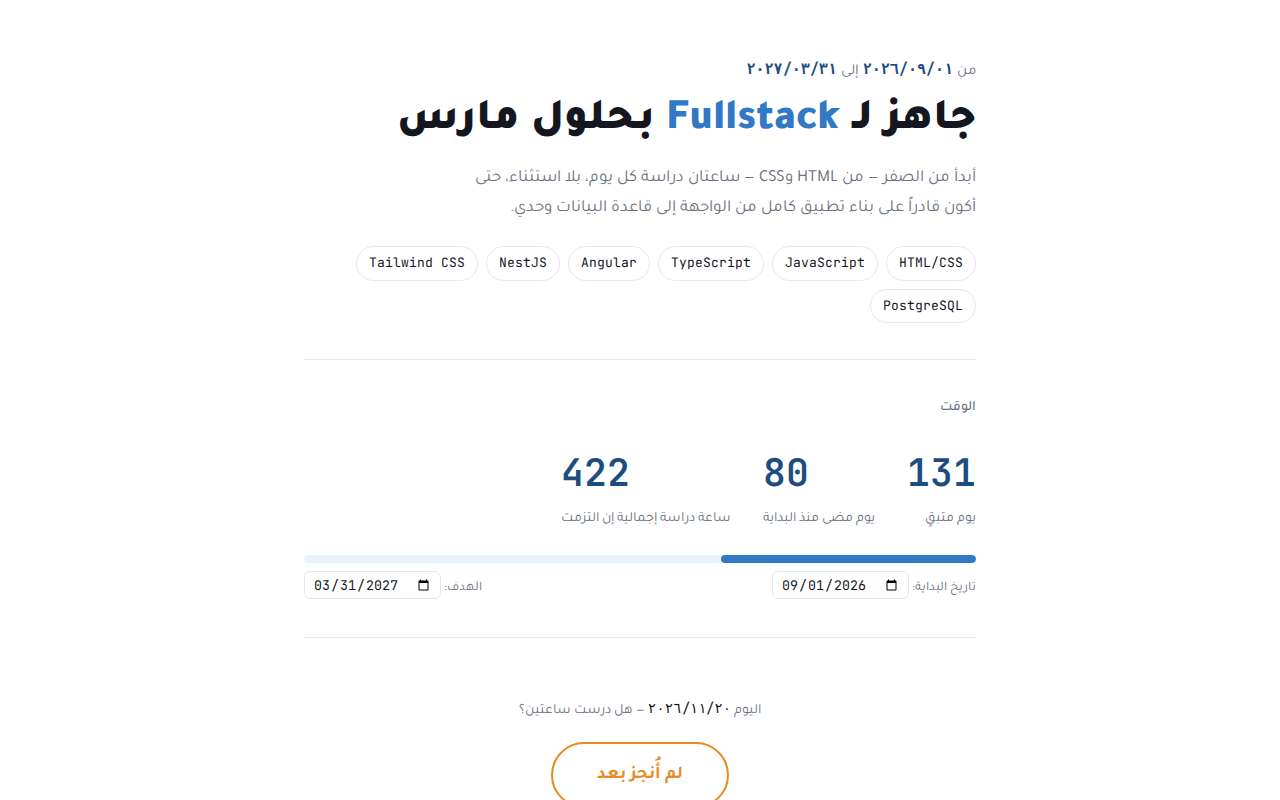 من ٢٠٢٦/٠٩/٠١ إلى ٢٠٢٧/٠٣/٣١
جاهز لـ Fullstack بحلول مارس
أبدأ من الصفر — من HTML وCSS — ساعتان دراسة كل يوم، بلا استثناء، حتى
أكون قادراً على بناء تطبيق كامل من الواجهة إلى قاعدة البيانات وحدي.
HTML/CSS JavaScript TypeScript Angular NestJS Tailwind CSS
PostgreSQL
الوقت
131 80 422
يوم متبقٍ يوم مضى منذ البداية ساعة دراسة إجمالية إن التزمت
تاريخ البداية: 09/01/2026 الهدف: 03/31/2027
اليوم ٢٠٢٦/١١/٢٠ — هل درست ساعتين؟
لم أُنجز بعد